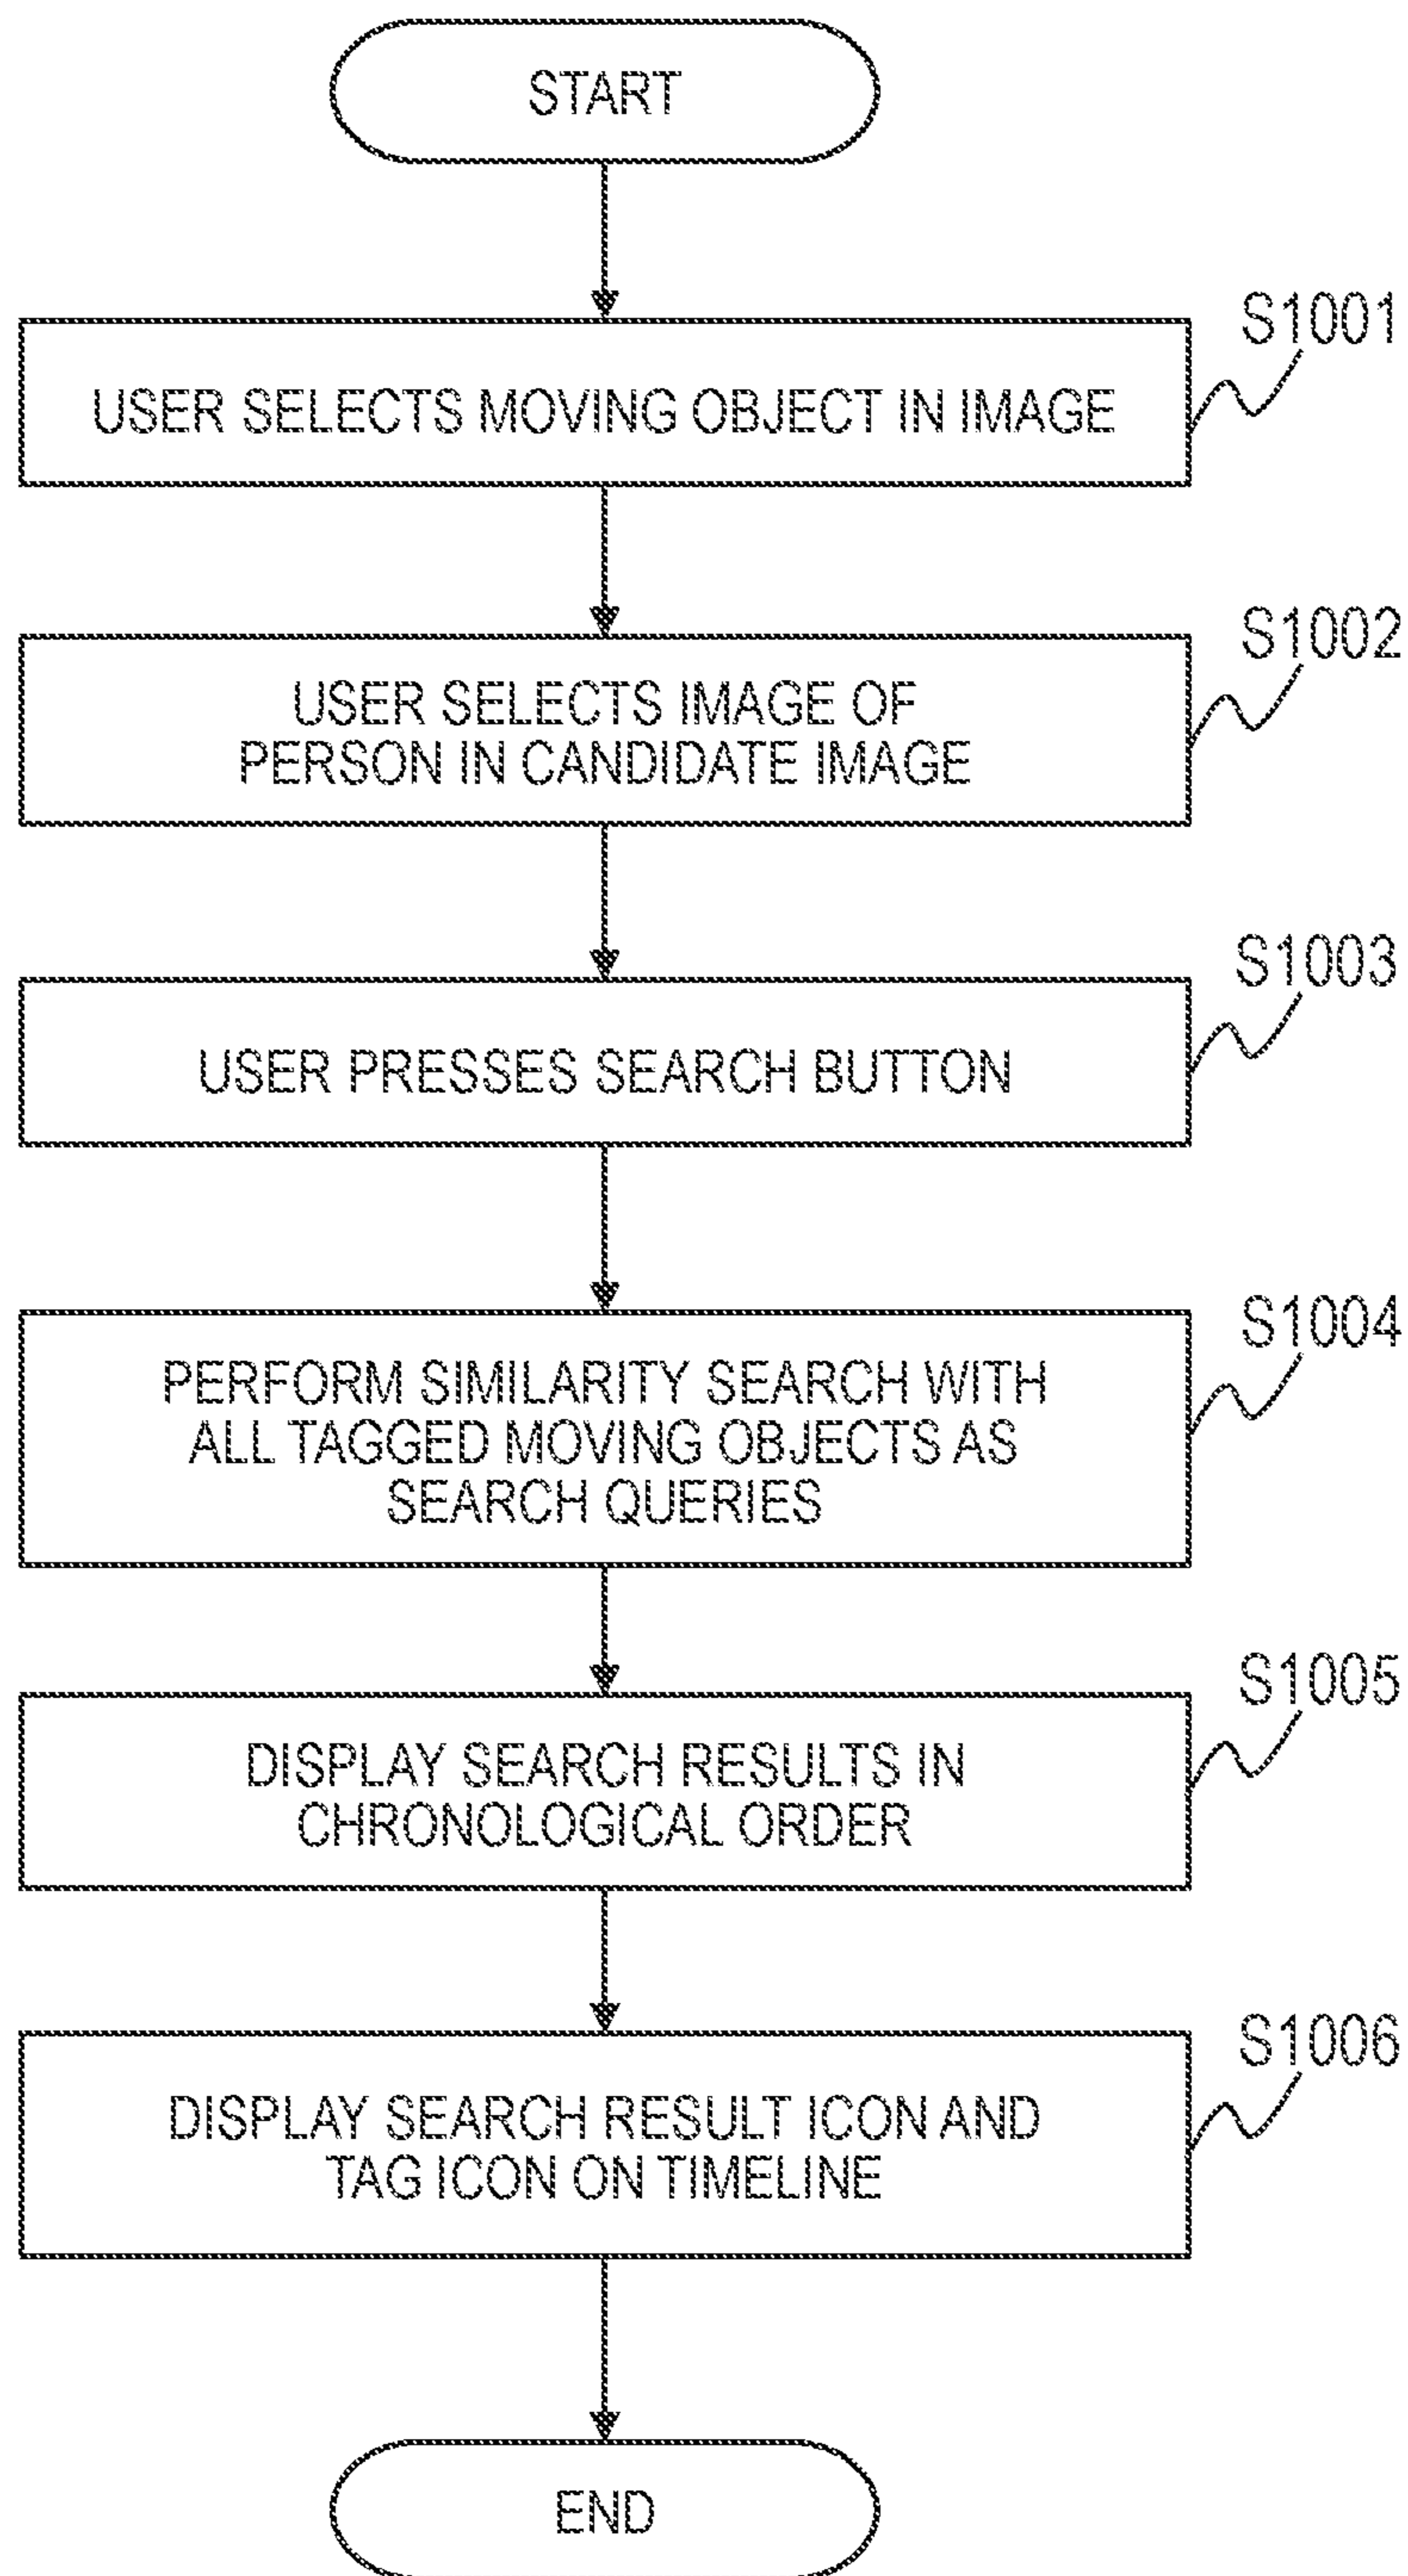 START
S1001
USER SELECTS MOVING OBJECT IN IMAGE
S1002
USER SELECTS IMAGE OF
PERSON IN CANDIDATE IMAGE
S1003
USER PRESSES SEARCH BUTTON
S1004
PERFORM SIMILARITY SEARCH WITH
ALL TAGGED MOVING OBJECTS AS
SEARCH QUERIES
S1005
DISPLAY SEARCH RESULTS IN
CHRONOLOGICAL ORDER
S1006
DISPLAY SEARCH RESULT ICON AND
TAG ICON ON TIMELINE
END